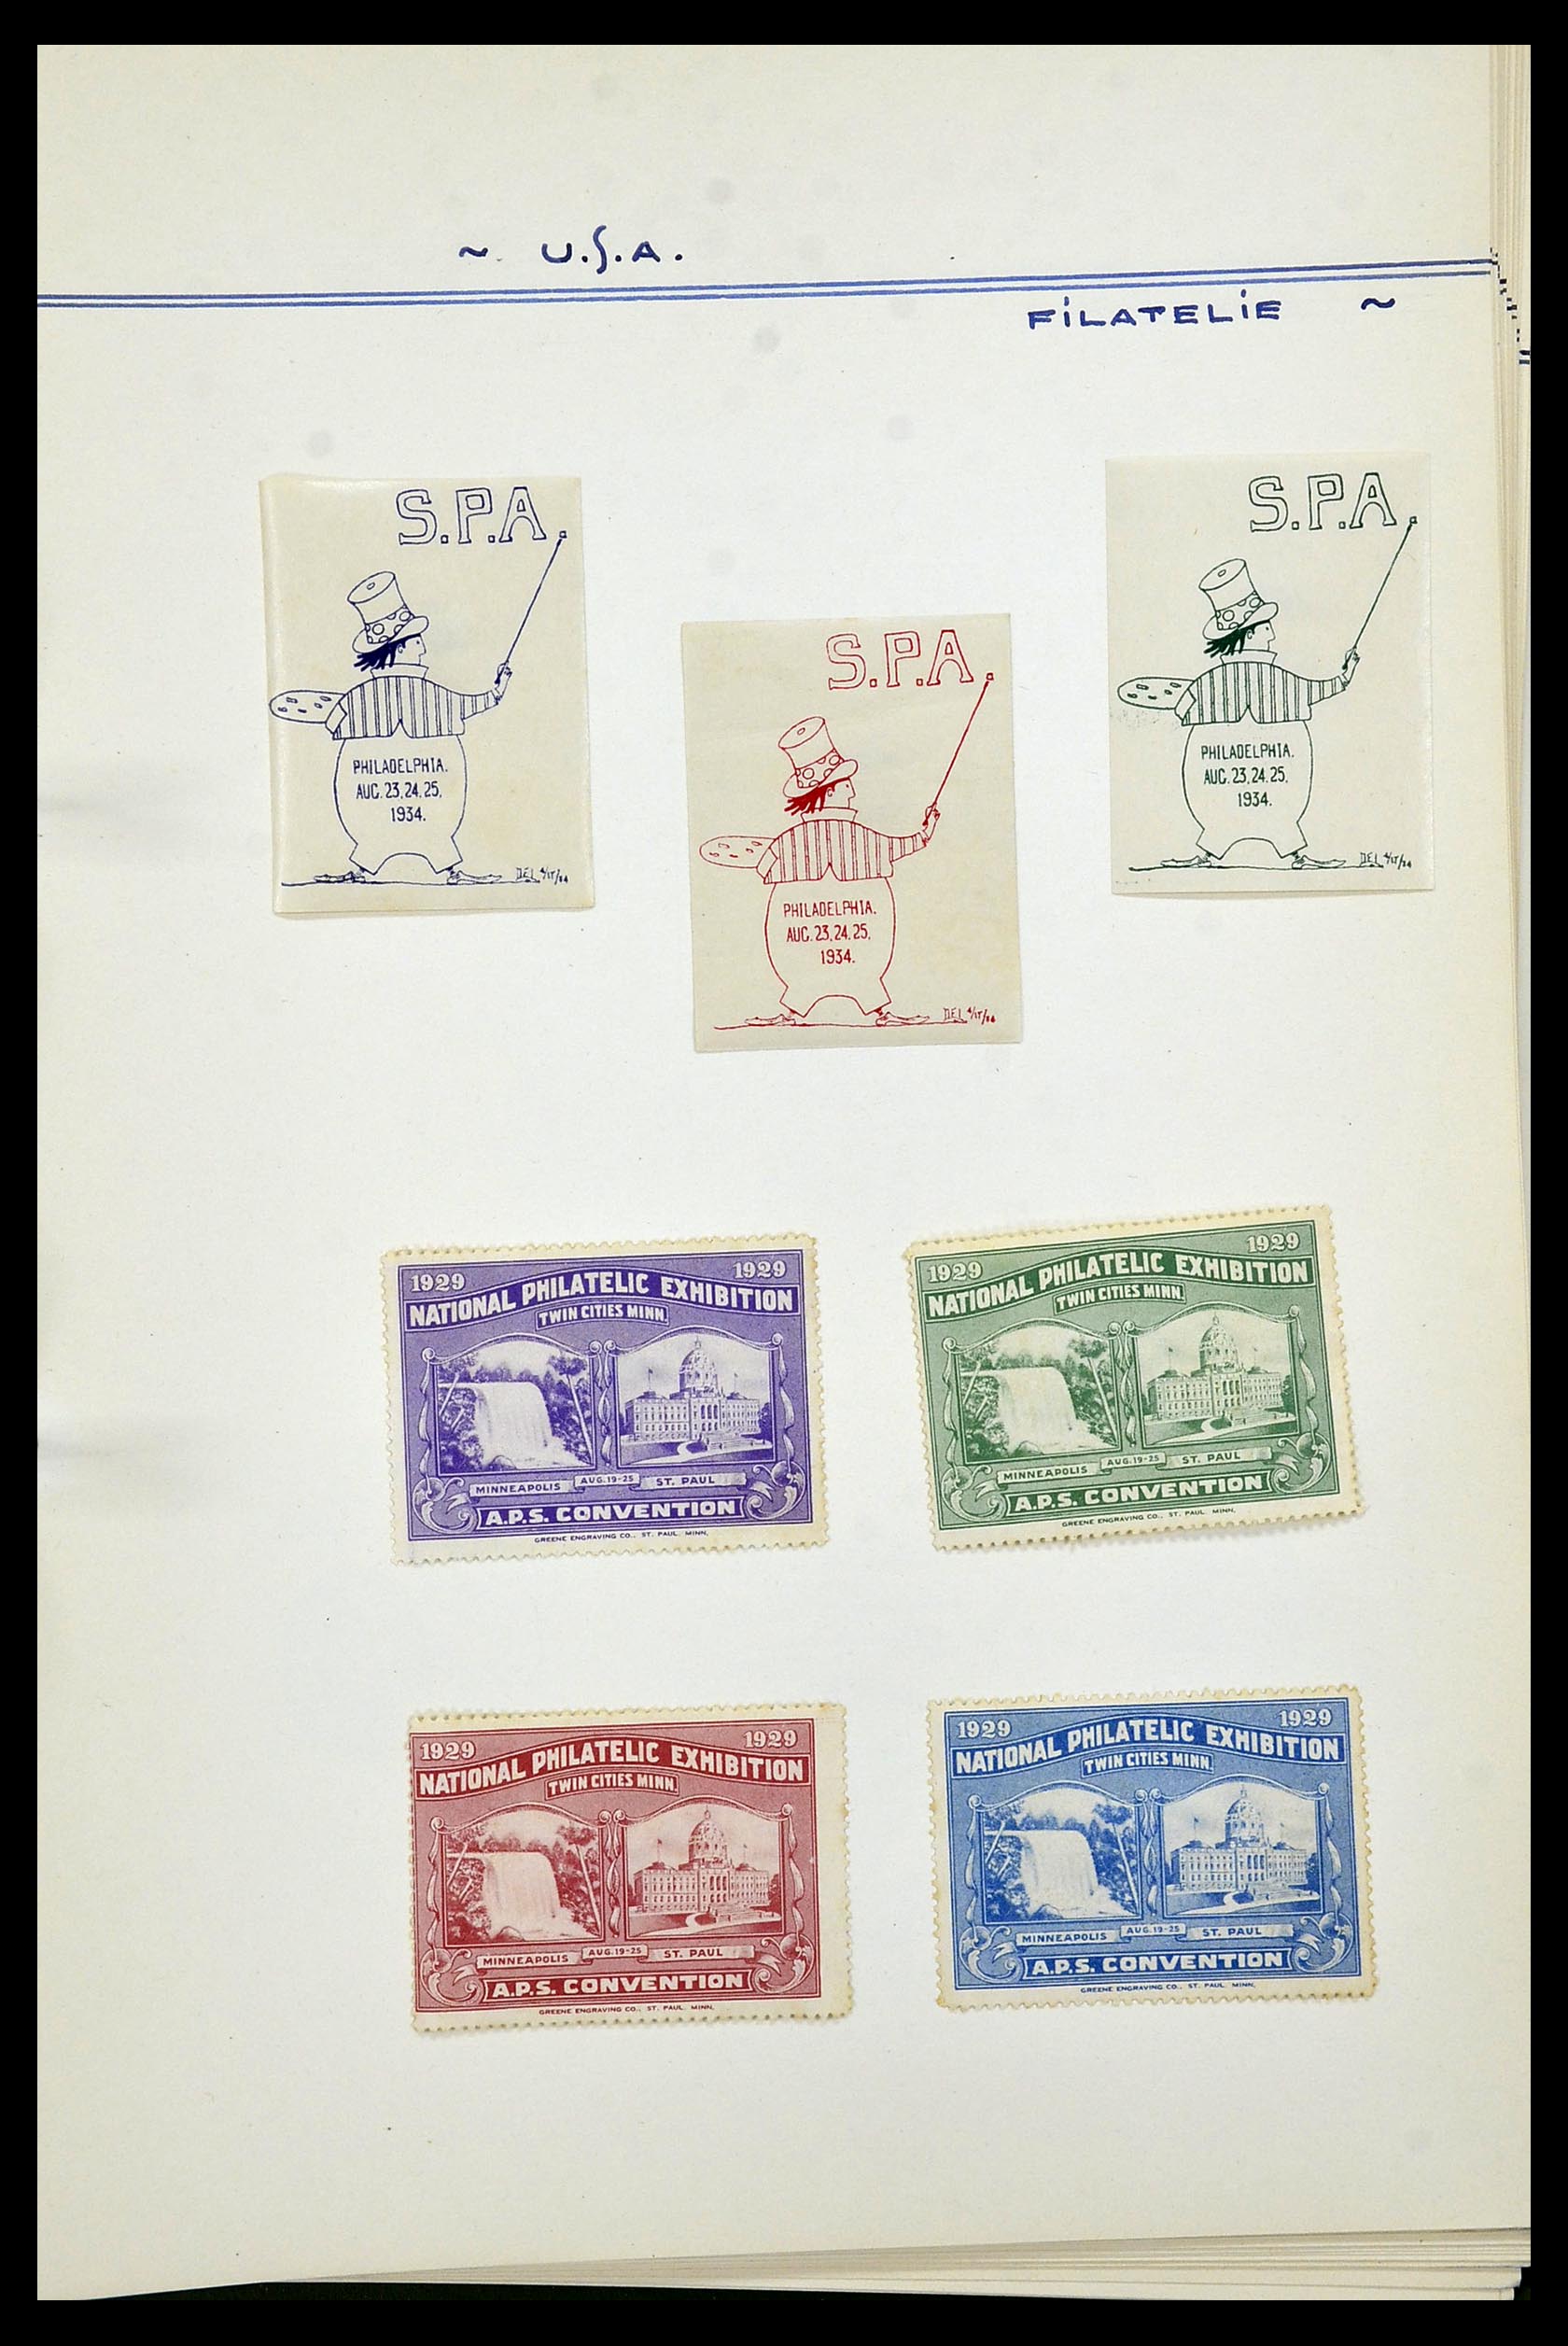 ~ U.S.A.
FiLATELiE ~
S.P.A.
PHILADELPHIA.
AUG. 23, 24. 25,
1934.
DEL
S.P.A.
PHILADELPHIA.
AUG. 23, 24. 25,
1934.
DEL
S.P.A.
PHILADELPHIA.
AUG. 23, 24. 25,
1934.
DEL
1929 1929
NATIONAL PHILATELIC EXHIBITION
TWIN CITIES MINN.
MINNEAPOLIS AUG. 19-25 ST. PAUL
A.P.S. CONVENTION
GREENE ENGRAVING CO., ST. PAUL. MINN.
1929 1929
NATIONAL PHILATELIC EXHIBITION
TWIN CITIES MINN.
MINNEAPOLIS AUG. 19-25 ST. PAUL
A.P.S. CONVENTION
GREENE ENGRAVING CO., ST. PAUL. MINN.
1929 1929
NATIONAL PHILATELIC EXHIBITION
TWIN CITIES MINN.
MINNEAPOLIS AUG. 19-25 ST. PAUL
A.P.S. CONVENTION
GREENE ENGRAVING CO., ST. PAUL. MINN.
1929 1929
NATIONAL PHILATELIC EXHIBITION
TWIN CITIES MINN.
MINNEAPOLIS AUG. 19-25 ST. PAUL
A.P.S. CONVENTION
GREENE ENGRAVING CO., ST. PAUL. MINN.